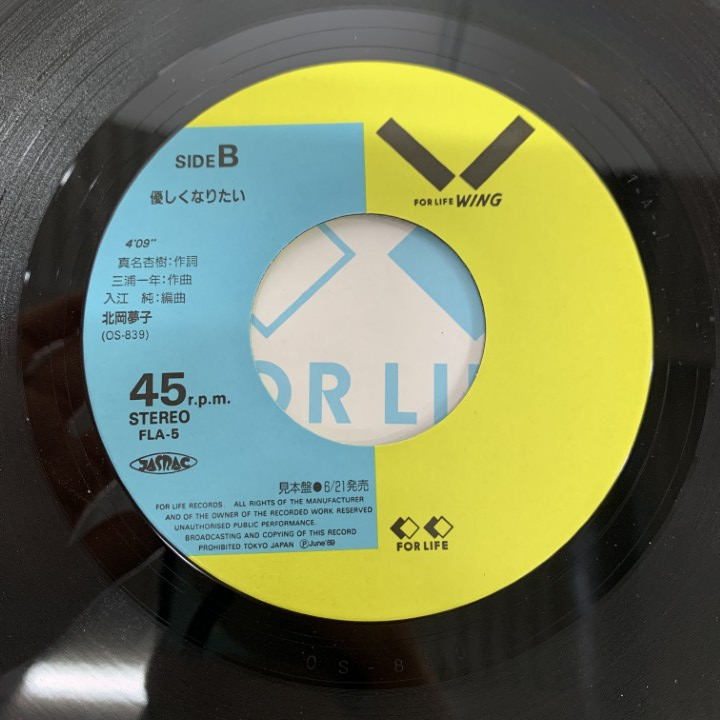 SIDE B
優しくなりたい
4'09"
真名杏樹:作詞
三浦一年:作曲
入江 純:編曲
北岡夢子
(OS-839)
45 r.p.m.
STEREO
FLA-5
JASRAC
見本盤●6/21発売
FOR LIFE RECORDS. ALL RIGHTS OF THE MANUFACTURER
AND OF THE OWNER OF THE RECORDED WORK RESERVED
UNAUTHORISED PUBLIC PERFORMANCE.
BROADCASTING AND COPYING OF THIS RECORD
PROHIBITED TOKYO JAPAN ⓅJune'89
FOR LIFE WING
FOR LIFE
OR LI